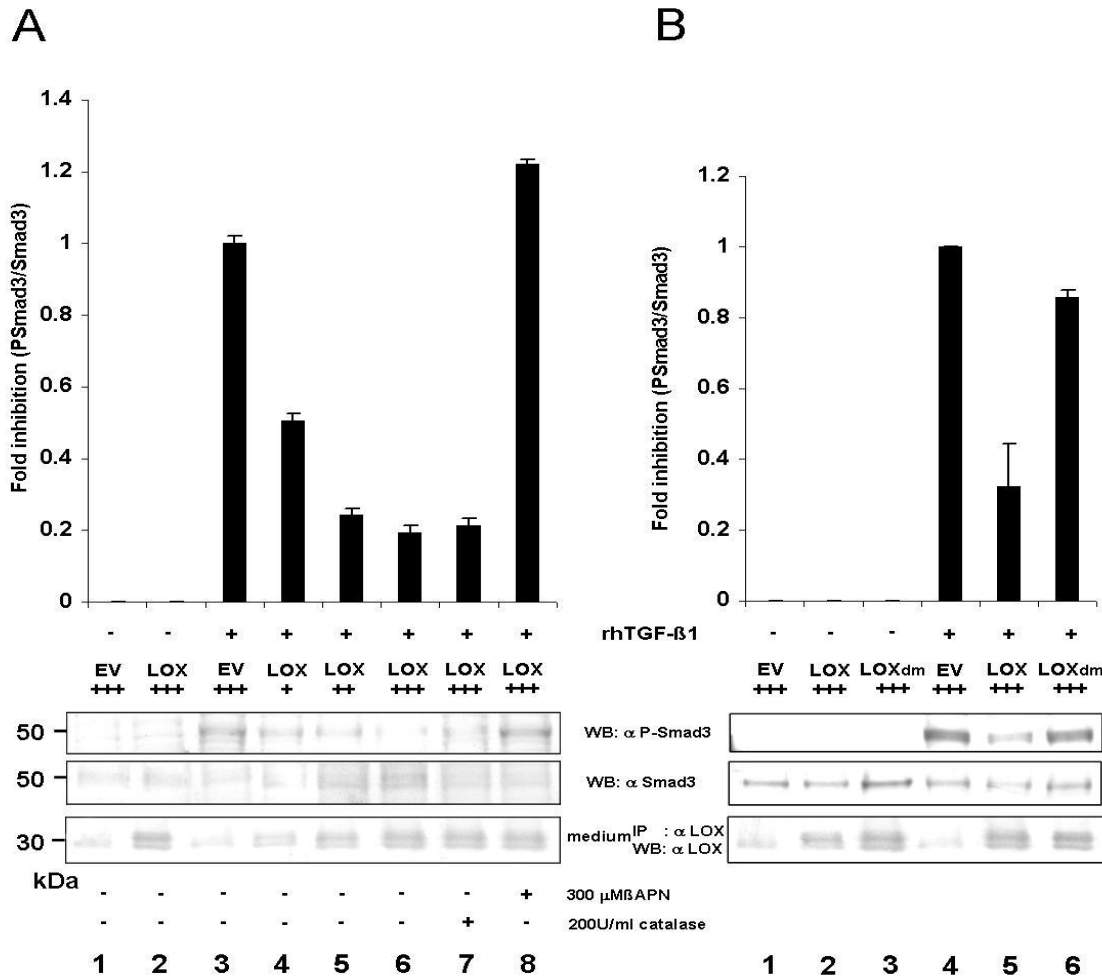 A
B
Fold inhibition (PSmad3/Smad3)
1.4
1.2
1
0.8
0.6
0.4
0.2
0
Fold inhibition (PSmad3/Smad3)
1.2
1
0.8
0.6
0.4
0.2
0
- - + + + + + + rhTGF-ß1 - - - + + +
EV LOX EV LOX LOX LOX LOX LOX EV LOX LOXdm EV LOX LOXdm
+++ +++ +++ + ++ +++ +++ +++ +++ +++ +++ +++ +++ +++
50 WB: α P-Smad3
50 WB: α Smad3
30 medium IP : α LOX
WB: α LOX
kDa
- - - - - - - + 300 µMßAPN
- - - - - - + - 200U/ml catalase
1 2 3 4 5 6 7 8 1 2 3 4 5 6